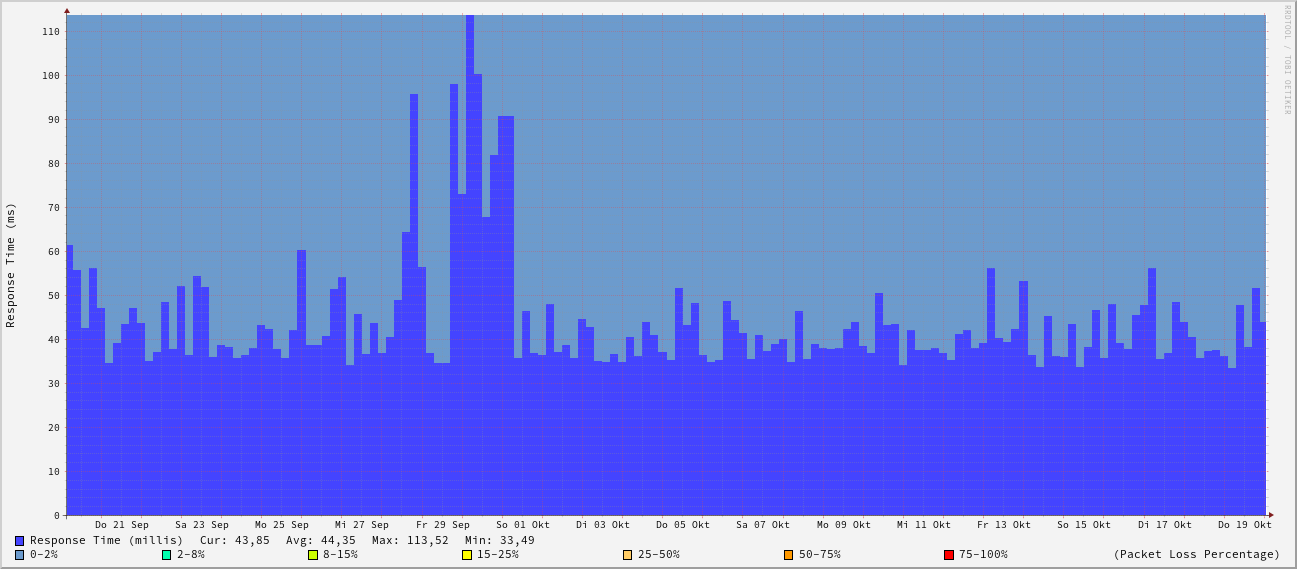 RRDTOOL / TOBI OETIKER
Response Time (ms)
110
100
90
80
70
60
50
40
30
20
10
0
Do 21 Sep Sa 23 Sep Mo 25 Sep Mi 27 Sep Fr 29 Sep So 01 Okt Di 03 Okt Do 05 Okt Sa 07 Okt Mo 09 Okt Mi 11 Okt Fr 13 Okt So 15 Okt Di 17 Okt Do 19 Okt
Response Time (millis) Cur: 43,85 Avg: 44,35 Max: 113,52 Min: 33,49
0-2% 2-8% 8-15% 15-25% 25-50% 50-75% 75-100% (Packet Loss Percentage)